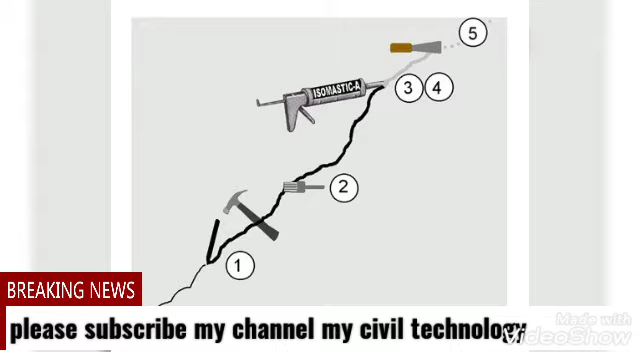 5
ISOMASTIC-A
3 4
2
1
BREAKING NEWS
please subscribe my channel my civil technology
Made with
VideoShow